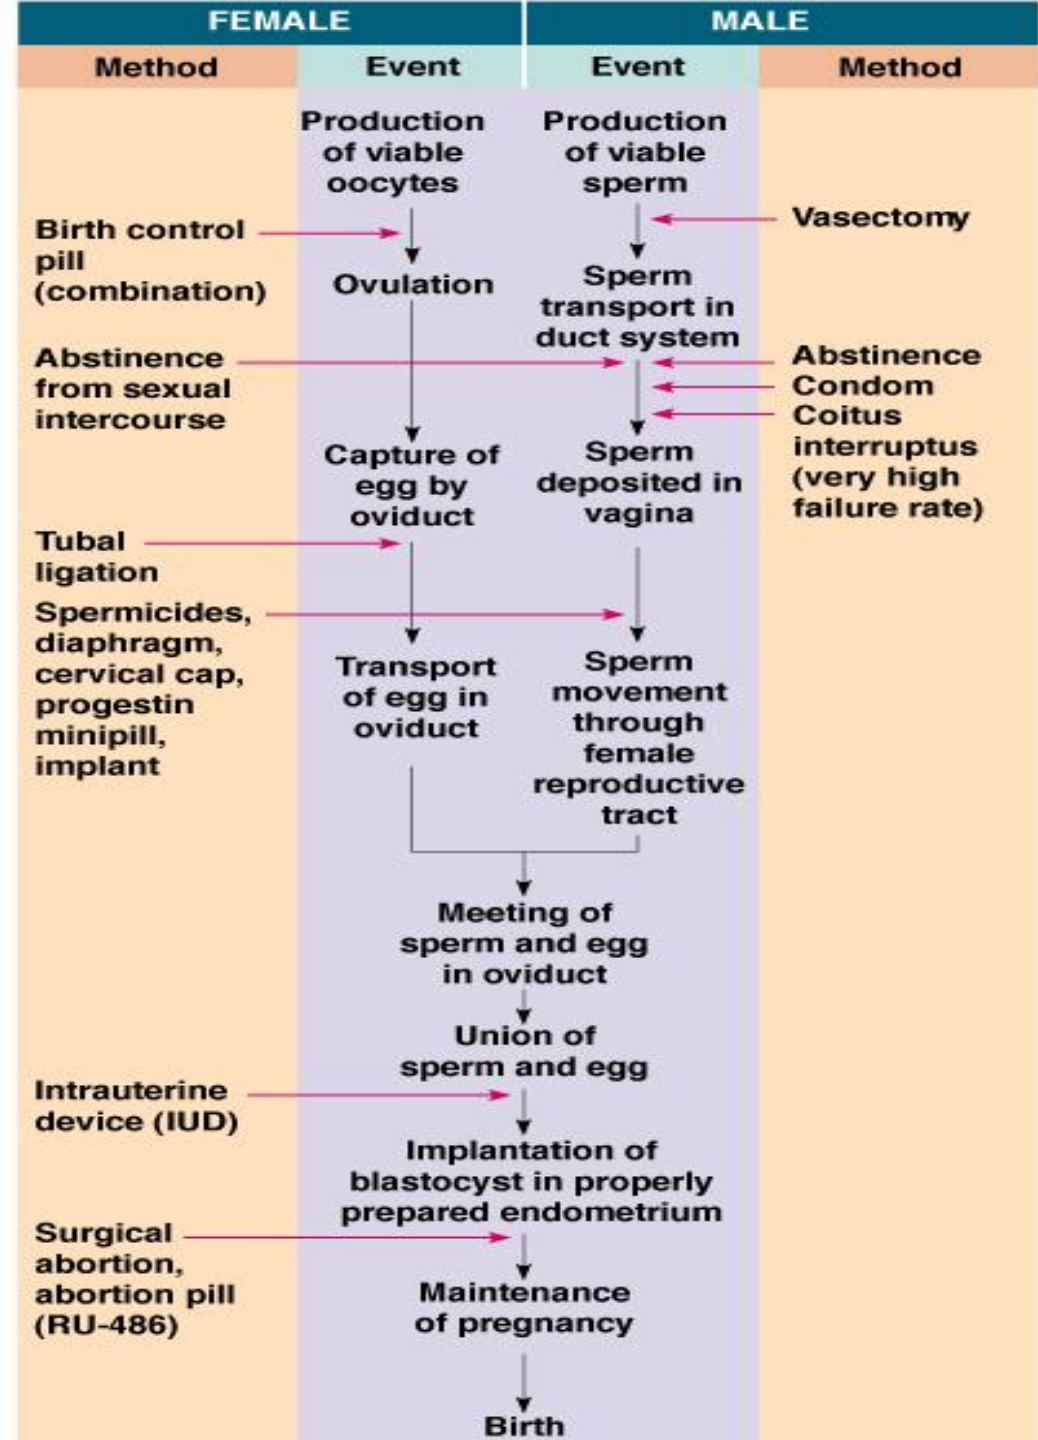 FEMALE
MALE
Method
Event
Event
Method
Production
of viable
oocytes
Production
of viable
sperm
Birth control
pill
(combination)
Vasectomy
Ovulation
Sperm
transport in
duct system
Abstinence
from sexual
intercourse
Abstinence
Condom
Coitus
interruptus
(very high
failure rate)
Capture of
egg by
oviduct
Sperm
deposited in
vagina
Tubal
ligation
Spermicides,
diaphragm,
cervical cap,
progestin
minipill,
implant
Transport
of egg in
oviduct
Sperm
movement
through
female
reproductive
tract
Meeting of
sperm and egg
in oviduct
Union of
sperm and egg
Intrauterine
device (IUD)
Implantation of
blastocyst in properly
prepared endometrium
Surgical
abortion,
abortion pill
(RU-486)
Maintenance
of pregnancy
Birth